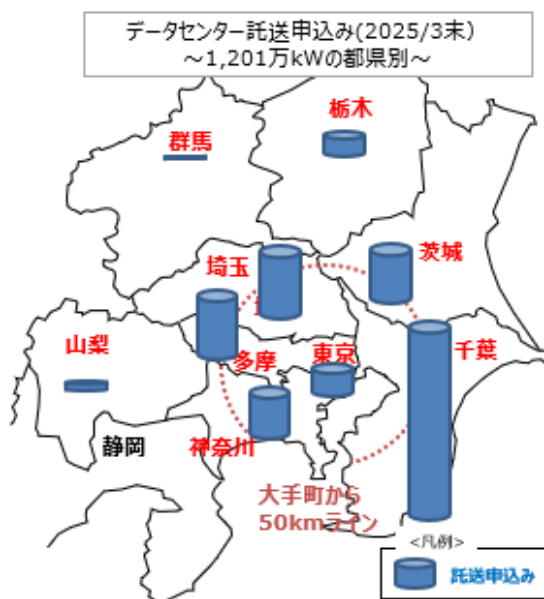 データセンター託送申込み(2025/3末)
～1,201万kWの都県別～
栃木
群馬
茨城
埼玉
山梨
多摩
東京
千葉
静岡
神奈川
大手町から
50kmライン
<凡例>
託送申込み